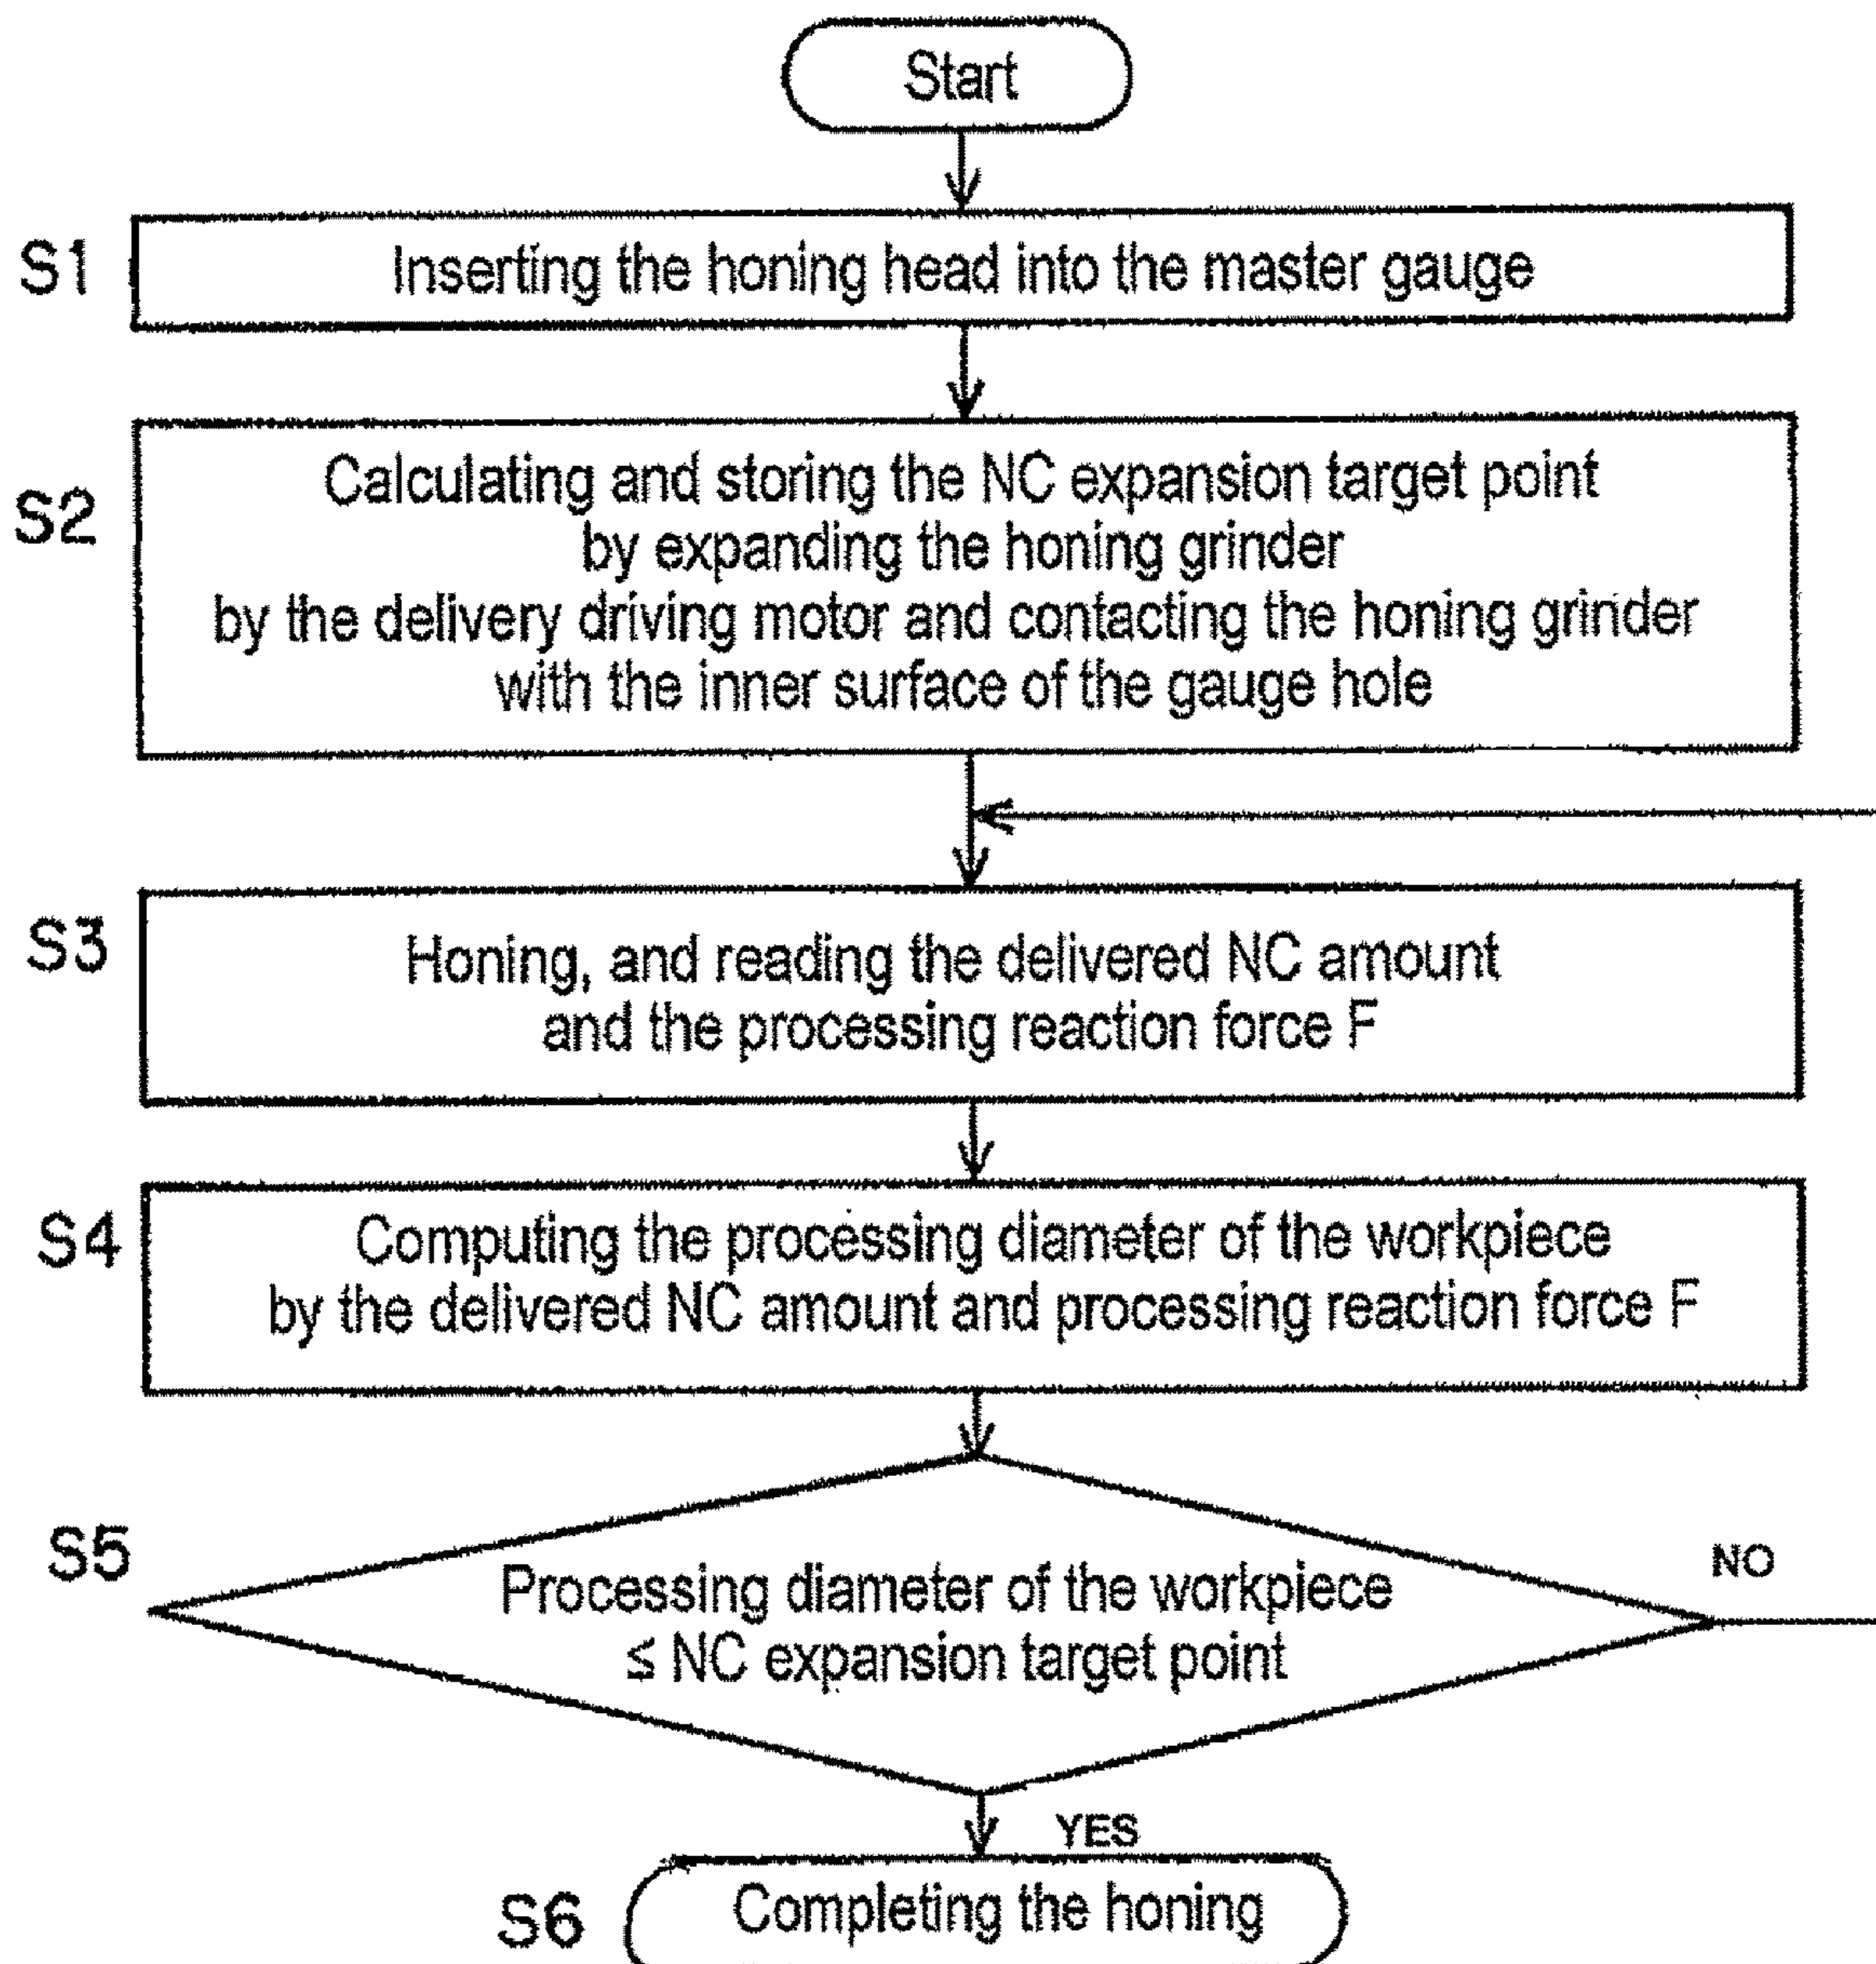 Start
S1
Inserting the honing head into the master gauge
S2
Calculating and storing the NC expansion target point
by expanding the honing grinder
by the delivery driving motor and contacting the honing grinder
with the inner surface of the gauge hole
S3
Honing, and reading the delivered NC amount
and the processing reaction force F
S4
Computing the processing diameter of the workpiece
by the delivered NC amount and processing reaction force F
S5
Processing diameter of the workpiece
≤ NC expansion target point
NO
YES
S6
Completing the honing